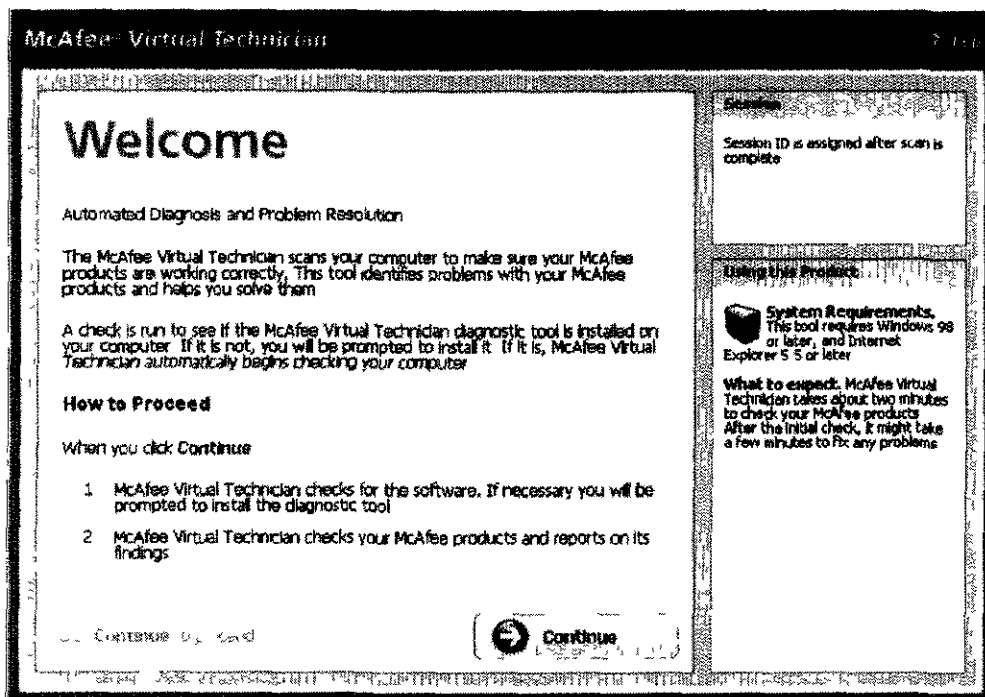 McAfee Virtual Technician
Welcome
Automated Diagnosis and Problem Resolution
The McAfee Virtual Technician scans your computer to make sure your McAfee
products are working correctly. This tool identifies problems with your McAfee
products and helps you solve them
A check is run to see if the McAfee Virtual Technician diagnostic tool is installed on
your computer If it is not, you will be prompted to install it If it is, McAfee Virtual
Technician automatically begins checking your computer
How to Proceed
When you click Continue
1 McAfee Virtual Technician checks for the software. If necessary you will be
prompted to install the diagnostic tool
2 McAfee Virtual Technician checks your McAfee products and reports on its
findings
Continue
Continue
Session
Session ID is assigned after scan is
complete
Using this Product
System Requirements.
This tool requires Windows 98
or later, and Internet
Explorer 5 5 or later
What to expect. McAfee Virtual
Technician takes about two minutes
to check your McAfee products
After the initial check, it might take
a few minutes to fix any problems